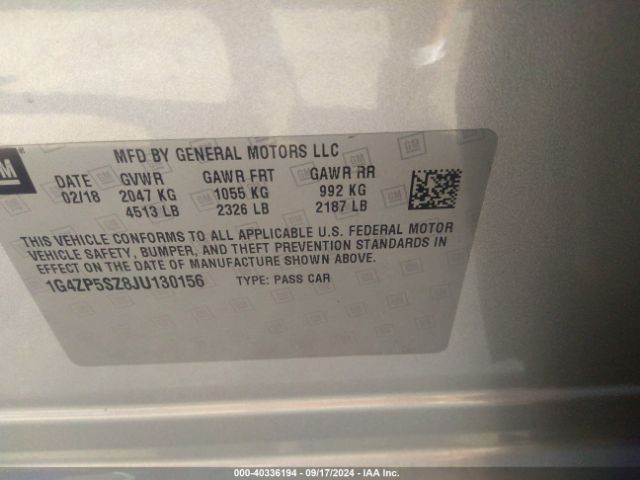 GM
MFD BY GENERAL MOTORS LLC
DATE GVWR GAWR FRT GAWR RR
02/18 2047 KG 1055 KG 992 KG
4513 LB 2326 LB 2187 LB
THIS VEHICLE CONFORMS TO ALL APPLICABLE U.S. FEDERAL MOTOR
VEHICLE SAFETY, BUMPER, AND THEFT PREVENTION STANDARDS IN
EFFECT ON THE DATE OF MANUFACTURE SHOWN ABOVE.
1G4ZP5SZ8JU130156 TYPE: PASS CAR
000-40336194 - 09/17/2024 - IAA Inc.